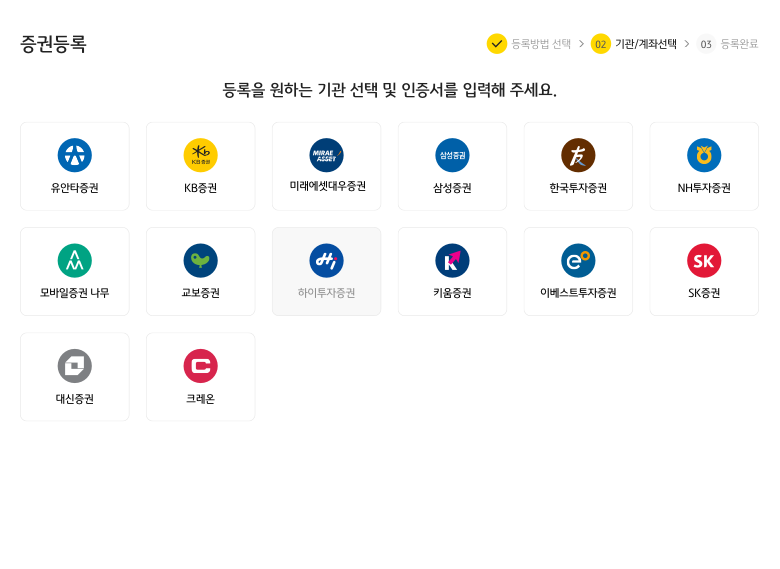 증권등록
등록방법 선택 > 02 기관/계좌선택 > 03 등록완료
등록을 원하는 기관 선택 및 인증서를 입력해 주세요.
KB증권
MIRAE ASSET
삼성증권
友
유안타증권
KB증권
미래에셋대우증권
삼성증권
한국투자증권
NH투자증권
Hi
e
SK
모바일증권 나무
교보증권
하이투자증권
키움증권
이베스트투자증권
SK증권
대신증권
크레온